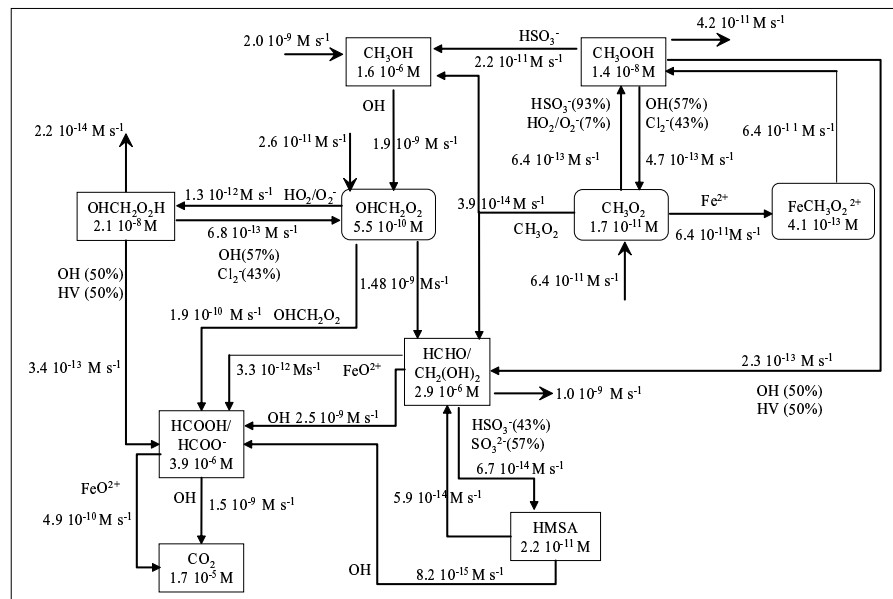 4.2 10⁻¹¹ M s⁻¹
2.0 10⁻⁹ M s⁻¹
CH₃OH
1.6 10⁻⁶ M
HSO₃⁻
2.2 10⁻¹¹ M s⁻¹
CH₃OOH
1.4 10⁻⁸ M
OH
HSO₃⁻(93%)
HO₂/O₂⁻(7%)
OH(57%)
Cl₂⁻(43%)
2.2 10⁻¹⁴ M s⁻¹
2.6 10⁻¹¹ M s⁻¹
1.9 10⁻⁹ M s⁻¹
6.4 10⁻¹³ M s⁻¹
4.7 10⁻¹³ M s⁻¹
6.4 10⁻¹¹ M s⁻¹
OHCH₂O₂H
2.1 10⁻⁸ M
1.3 10⁻¹² M s⁻¹
HO₂/O₂⁻
6.8 10⁻¹³ M s⁻¹
OH(57%)
Cl₂⁻(43%)
OHCH₂O₂
5.5 10⁻¹⁰ M
3.9 10⁻¹⁴ M s⁻¹
CH₃O₂
CH₃O₂
1.7 10⁻¹¹ M
Fe²⁺
6.4 10⁻¹¹ M s⁻¹
FeCH₃O₂ ²⁺
4.1 10⁻¹³ M
OH (50%)
HV (50%)
1.48 10⁻⁹ Ms⁻¹
6.4 10⁻¹¹ M s⁻¹
1.9 10⁻¹⁰ M s⁻¹
OHCH₂O₂
3.4 10⁻¹³ M s⁻¹
3.3 10⁻¹² Ms⁻¹
FeO²⁺
HCHO/
CH₂(OH)₂
2.9 10⁻⁶ M
2.3 10⁻¹³ M s⁻¹
OH (50%)
HV (50%)
1.0 10⁻⁹ M s⁻¹
OH 2.5 10⁻⁹ M s⁻¹
HCOOH/
HCOO⁻
3.9 10⁻⁶ M
HSO₃⁻(43%)
SO₃²⁻(57%)
6.7 10⁻¹⁴ M s⁻¹
FeO²⁺
4.9 10⁻¹⁰ M s⁻¹
OH
1.5 10⁻⁹ M s⁻¹
5.9 10⁻¹⁴ M s⁻¹
HMSA
2.2 10⁻¹¹ M
CO₂
1.7 10⁻⁵ M
OH
8.2 10⁻¹⁵ M s⁻¹